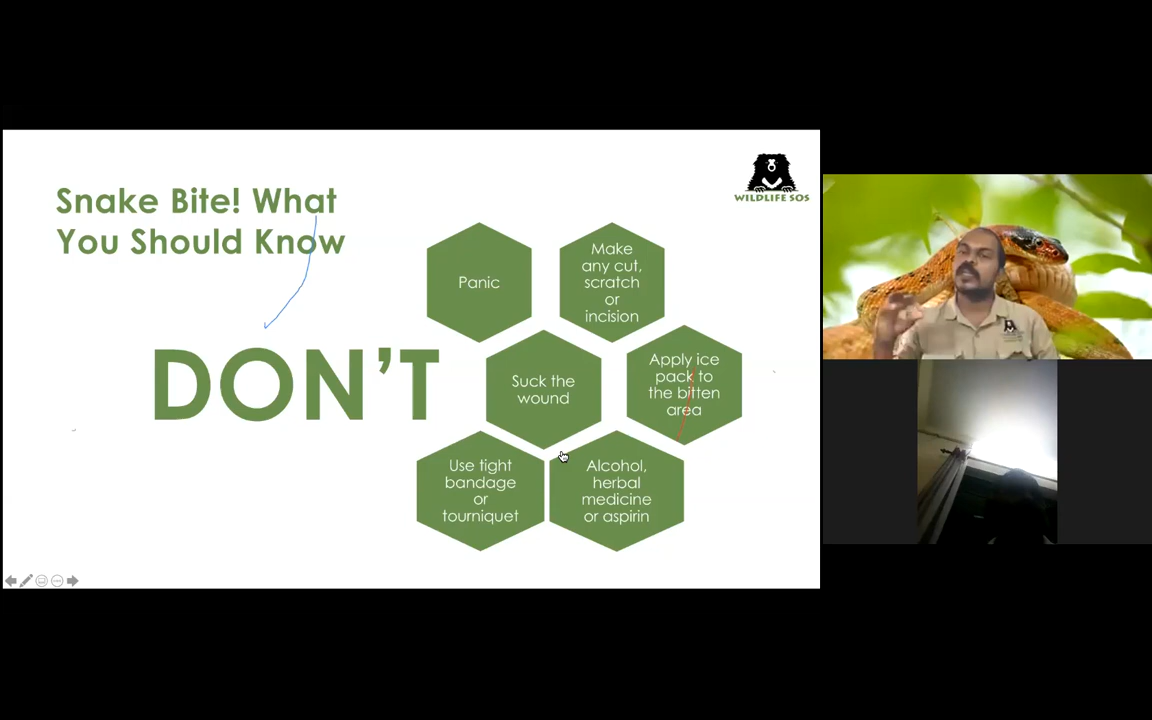 Snake Bite! What
You Should Know
WILDLIFE SOS
DON'T
Panic
Make
any cut,
scratch
or
incision
Suck the
wound
Apply ice
pack to
the bitten
area
Use tight
bandage
or
tourniquet
Alcohol,
herbal
medicine
or aspirin